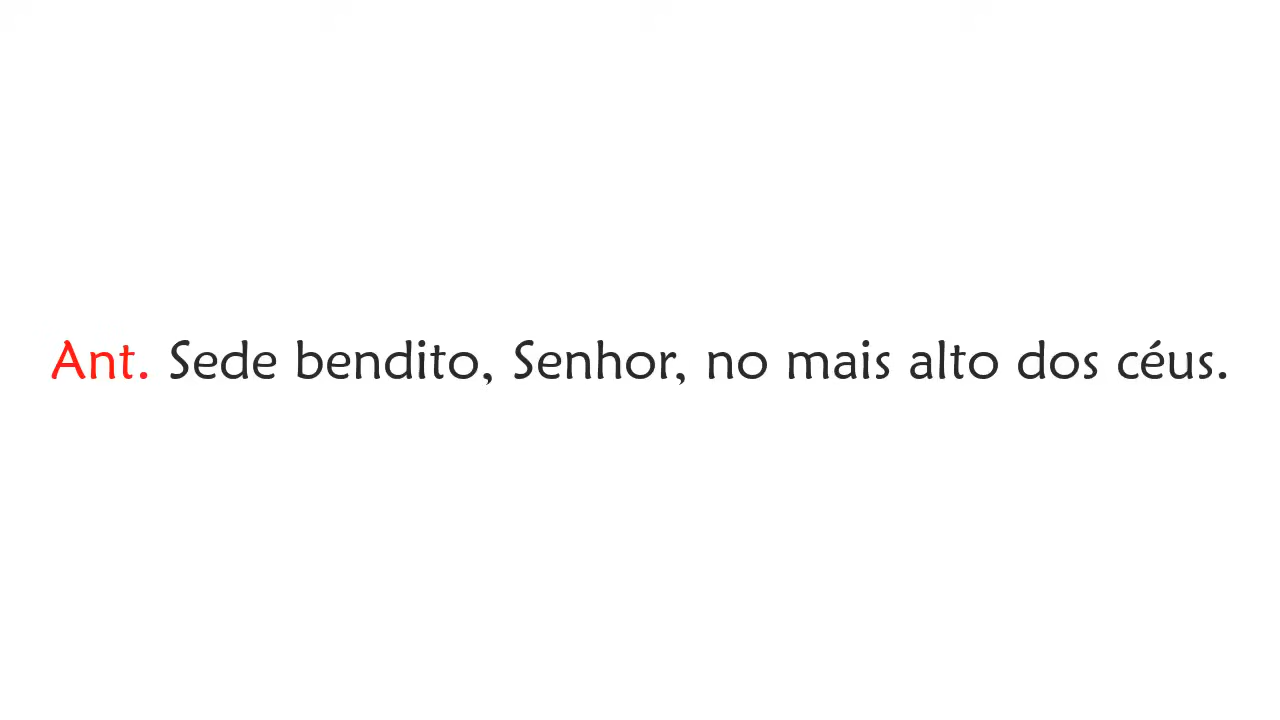 Ant. Sede bendito, Senhor, no mais alto dos céus.